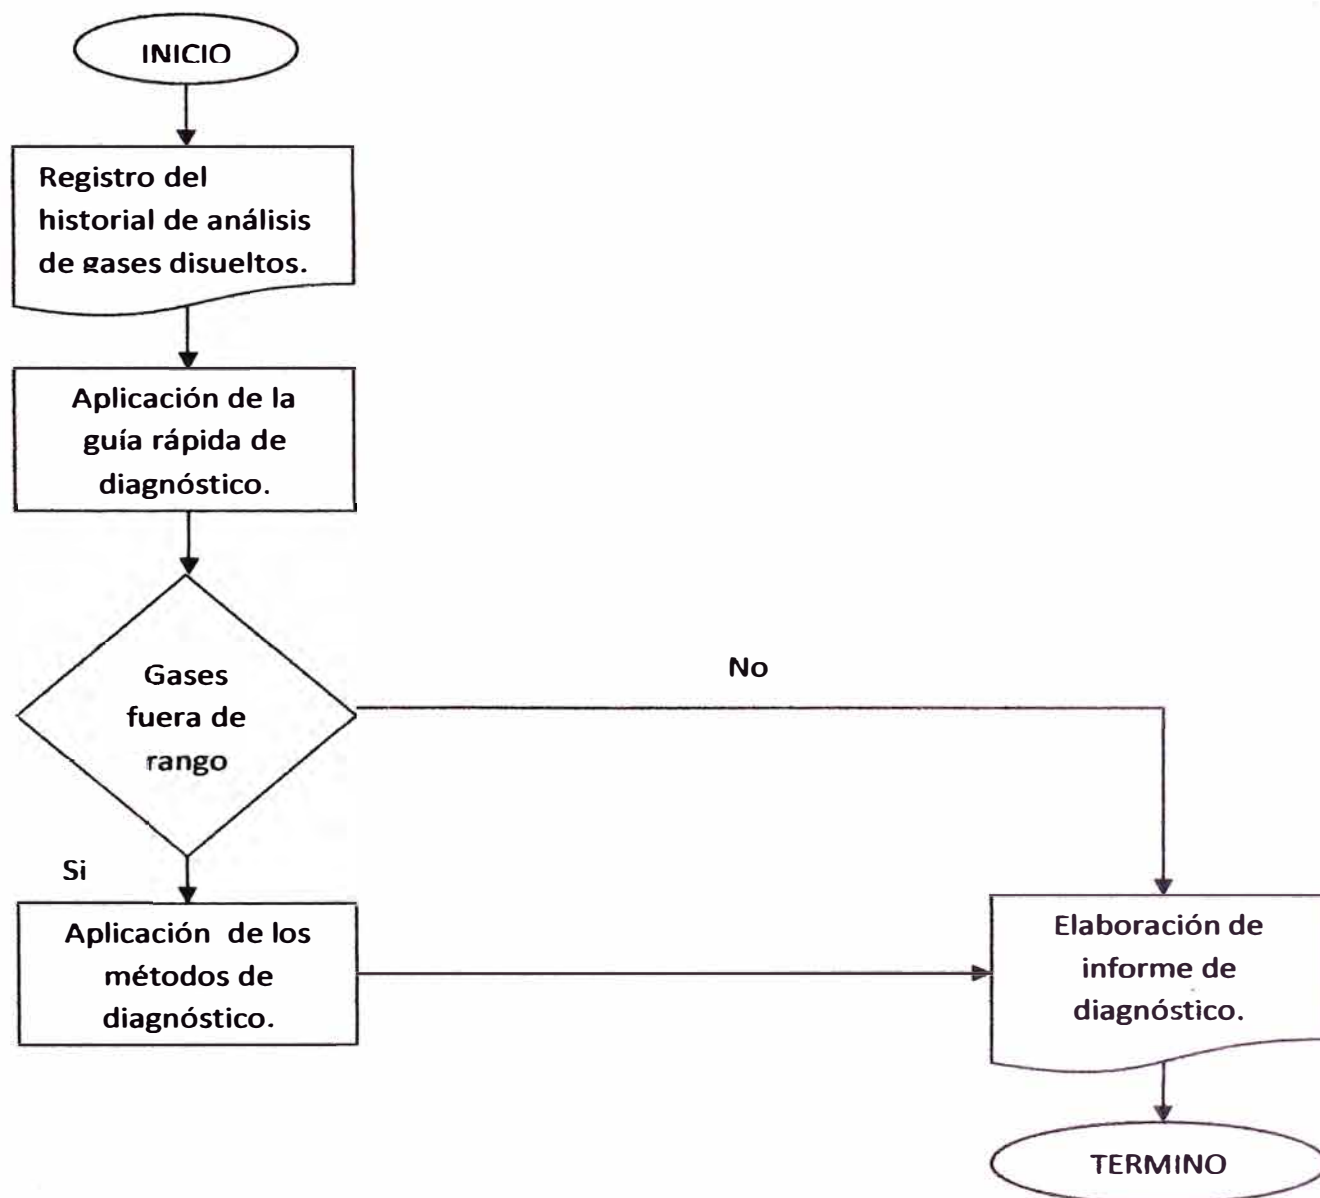 INICIO
Registro del
historial de análisis
de gases disueltos.
Aplicación de la
guía rápida de
diagnóstico.
Gases
fuera de
rango
No
Si
Aplicación de los
métodos de
diagnóstico.
Elaboración de
informe de
diagnóstico.
TERMINO